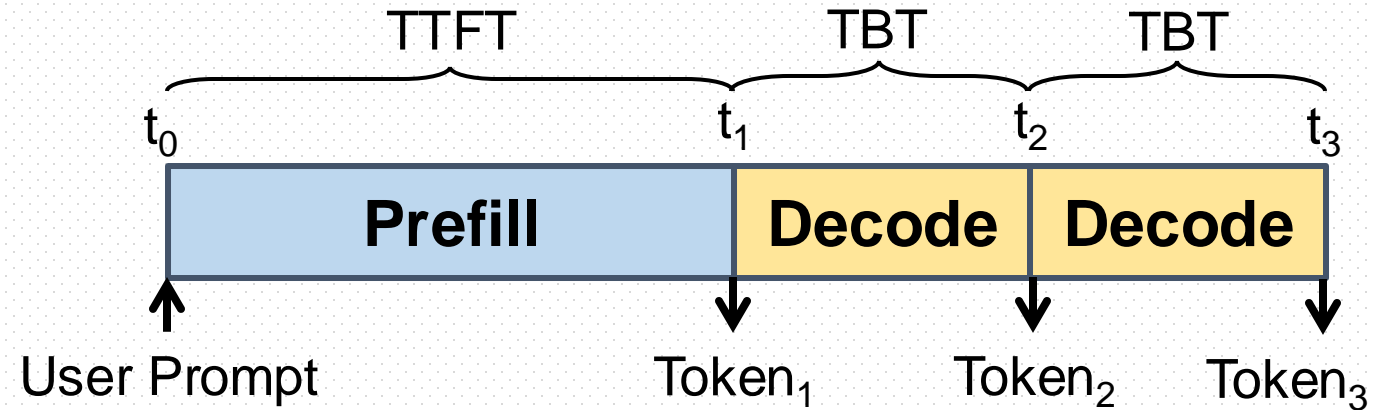 TTFT TBT TBT
t₀ t₁ t₂ t₃
Prefill Decode Decode
User Prompt Token₁ Token₂ Token₃